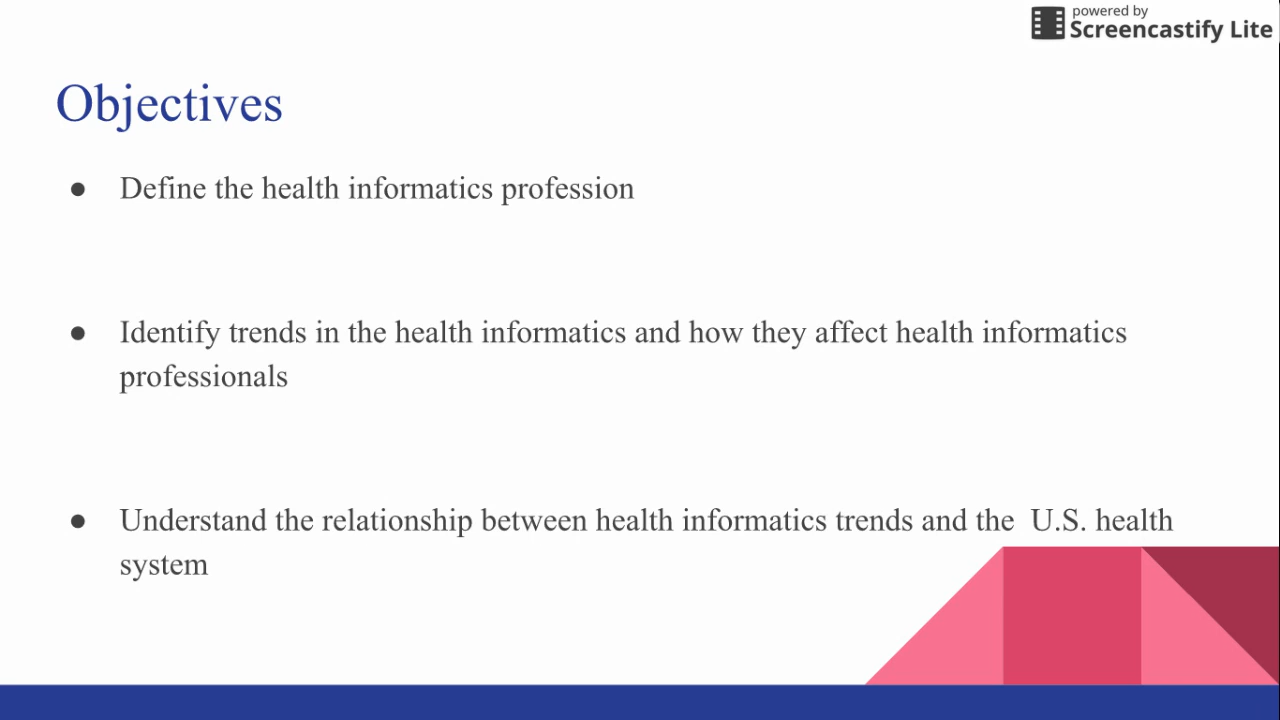 powered by
Screencastify Lite
Objectives
● Define the health informatics profession
● Identify trends in the health informatics and how they affect health informatics
professionals
● Understand the relationship between health informatics trends and the  U.S. health
system